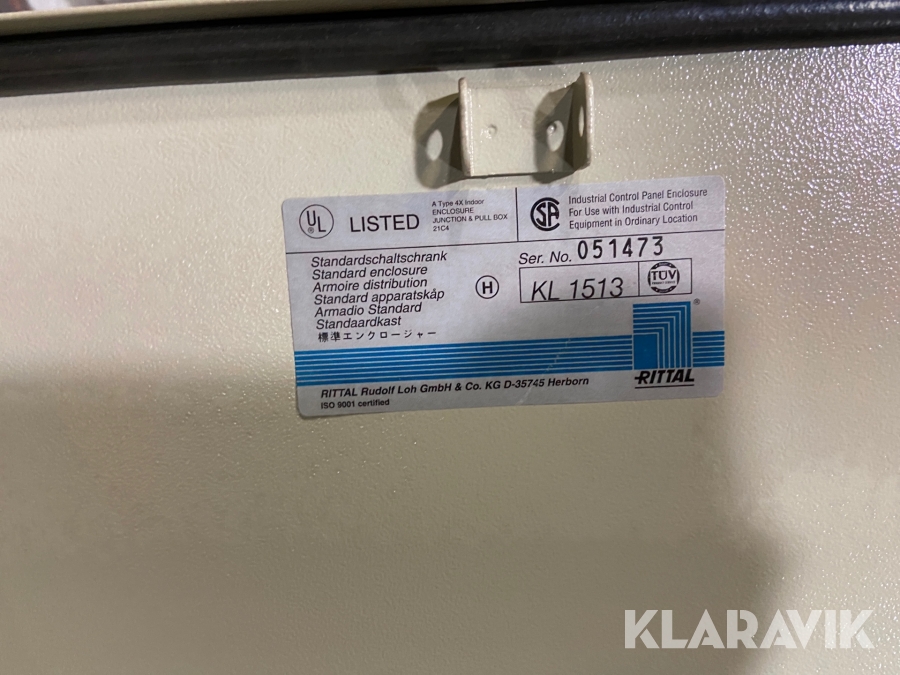 UL
LISTED
A Type 4X Indoor
ENCLOSURE
JUNCTION & PULL BOX
21C4
SA
Industrial Control Panel Enclosure
For Use with Industrial Control
Equipment in Ordinary Location
Standardschaltschrank
Standard enclosure
Armoire distribution
Standard apparatskåp
Armadio Standard
Standaardkast
標準エンクロージャー
H
Ser. No. 051473
KL 1513
TÜV
®
RITTAL
RITTAL Rudolf Loh GmbH & Co. KG D-35745 Herborn
ISO 9001 certified
KLARAVIK